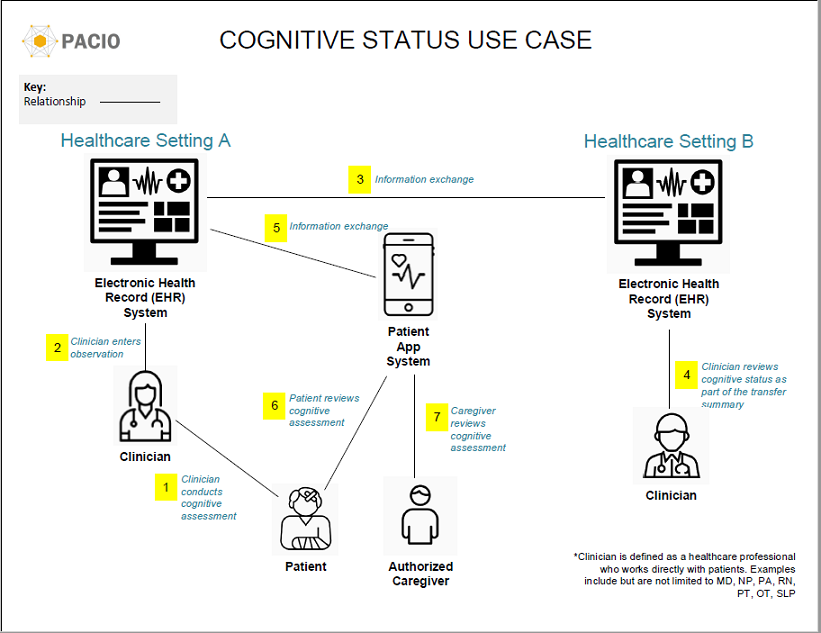 PACIO
COGNITIVE STATUS USE CASE
Key:
Relationship
Healthcare Setting A
Healthcare Setting B
3
Information exchange
5
Information exchange
Electronic Health
Record (EHR)
System
Electronic Health
Record (EHR)
System
Patient
App
System
2
Clinician enters
observation
4
Clinician reviews
cognitive status as
part of the transfer
summary
6
Patient reviews
cognitive
assessment
7
Caregiver
reviews
cognitive
assessment
Clinician
1
Clinician
conducts
cognitive
assessment
Clinician
Patient
Authorized
Caregiver
*Clinician is defined as a healthcare professional
who works directly with patients. Examples
include but are not limited to MD, NP, PA, RN,
PT, OT, SLP